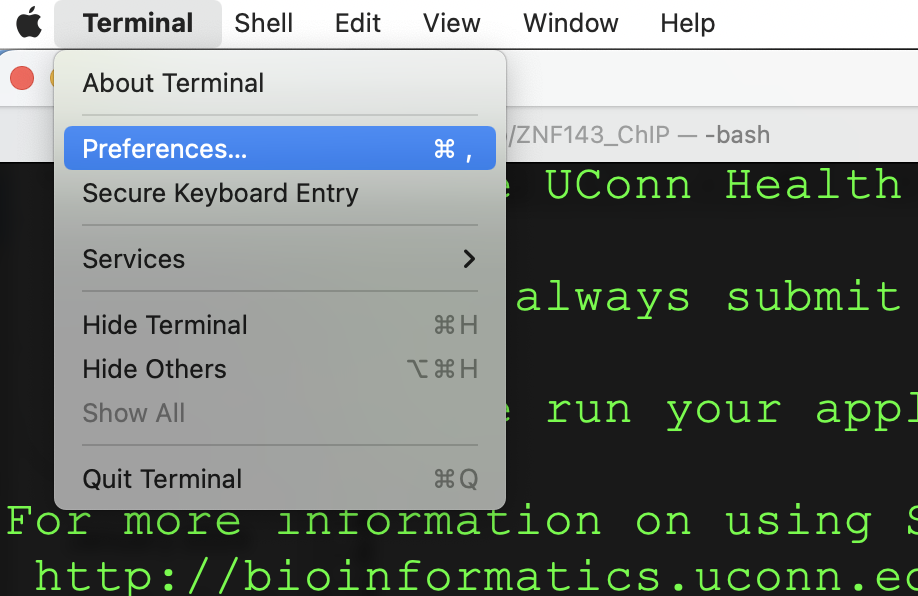 Terminal Shell Edit View Window Help
About Terminal
/ZNF143_ChIP — -bash
Preferences... ⌘ ,
UConn Health
Secure Keyboard Entry
Services
always submit
Hide Terminal ⌘H
Hide Others ⌥⌘H
run your appl
Show All
Quit Terminal ⌘Q
For more information on using S
http://bioinformatics.uconn.ed